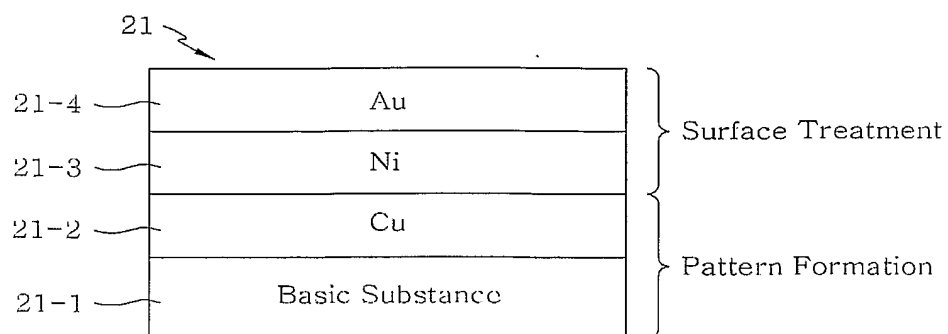 21
21-4 Au
Surface Treatment
21-3 Ni
21-2 Cu
Pattern Formation
21-1 Basic Substance